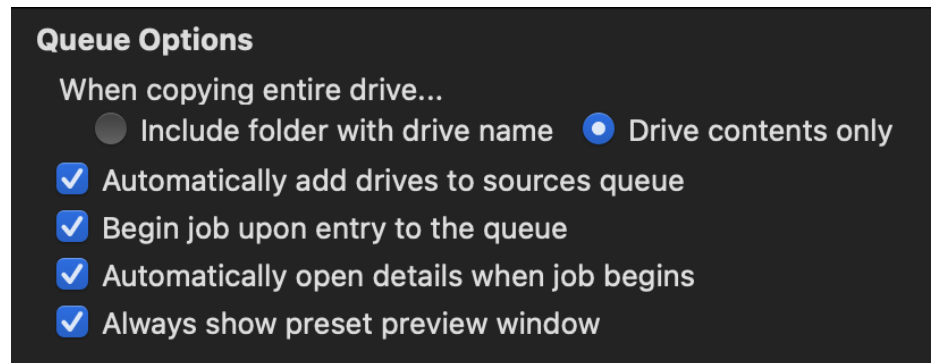 Queue Options
When copying entire drive...
Include folder with drive name Drive contents only
Automatically add drives to sources queue
Begin job upon entry to the queue
Automatically open details when job begins
Always show preset preview window